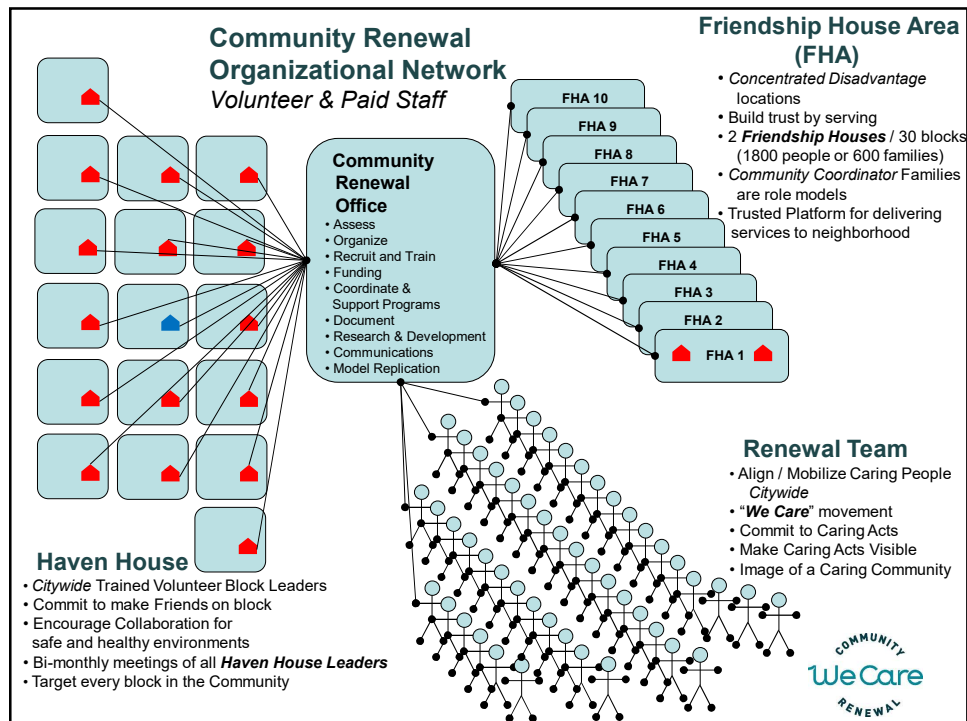 Community Renewal
Organizational Network
Volunteer & Paid Staff
Friendship House Area
(FHA)
• Concentrated Disadvantage
locations
• Build trust by serving
• 2 Friendship Houses / 30 blocks
(1800 people or 600 families)
• Community Coordinator Families
are role models
• Trusted Platform for delivering
services to neighborhood
FHA 10
FHA 9
FHA 8
FHA 7
FHA 6
FHA 5
FHA 4
FHA 3
FHA 2
FHA 1
Community
Renewal
Office
• Assess
• Organize
• Recruit and Train
• Funding
• Coordinate &
Support Programs
• Document
• Research & Development
• Communications
• Model Replication
Renewal Team
• Align / Mobilize Caring People
Citywide
• “We Care” movement
• Commit to Caring Acts
• Make Caring Acts Visible
• Image of a Caring Community
Haven House
• Citywide Trained Volunteer Block Leaders
• Commit to make Friends on block
• Encourage Collaboration for
safe and healthy environments
• Bi-monthly meetings of all Haven House Leaders
• Target every block in the Community
COMMUNITY
We Care
RENEWAL